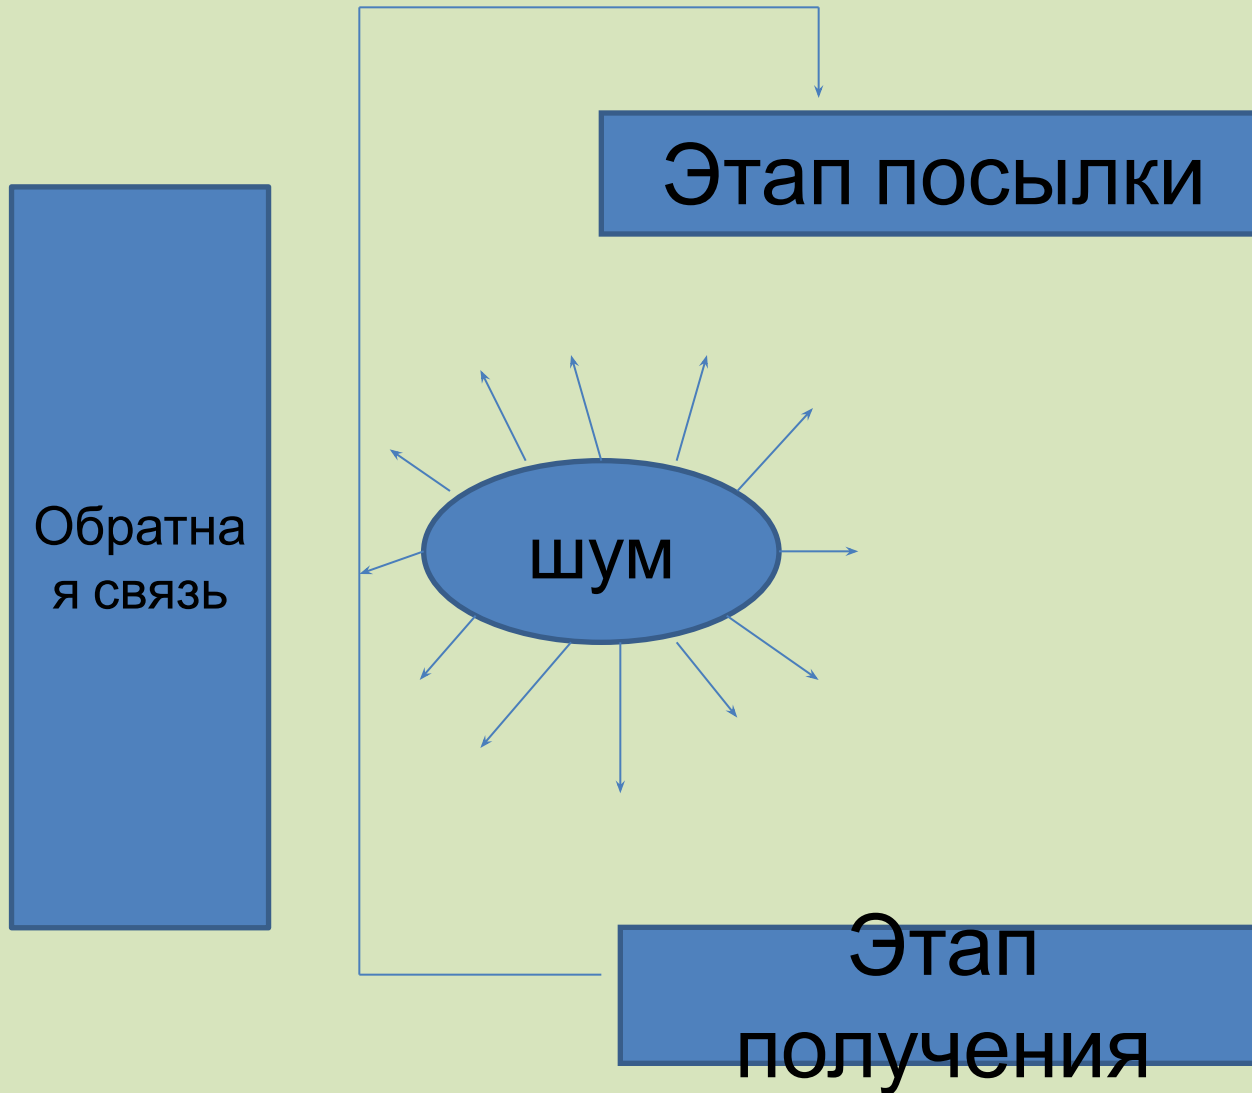 Этап посылки
Обратна
я связь
шум
Этап
получения